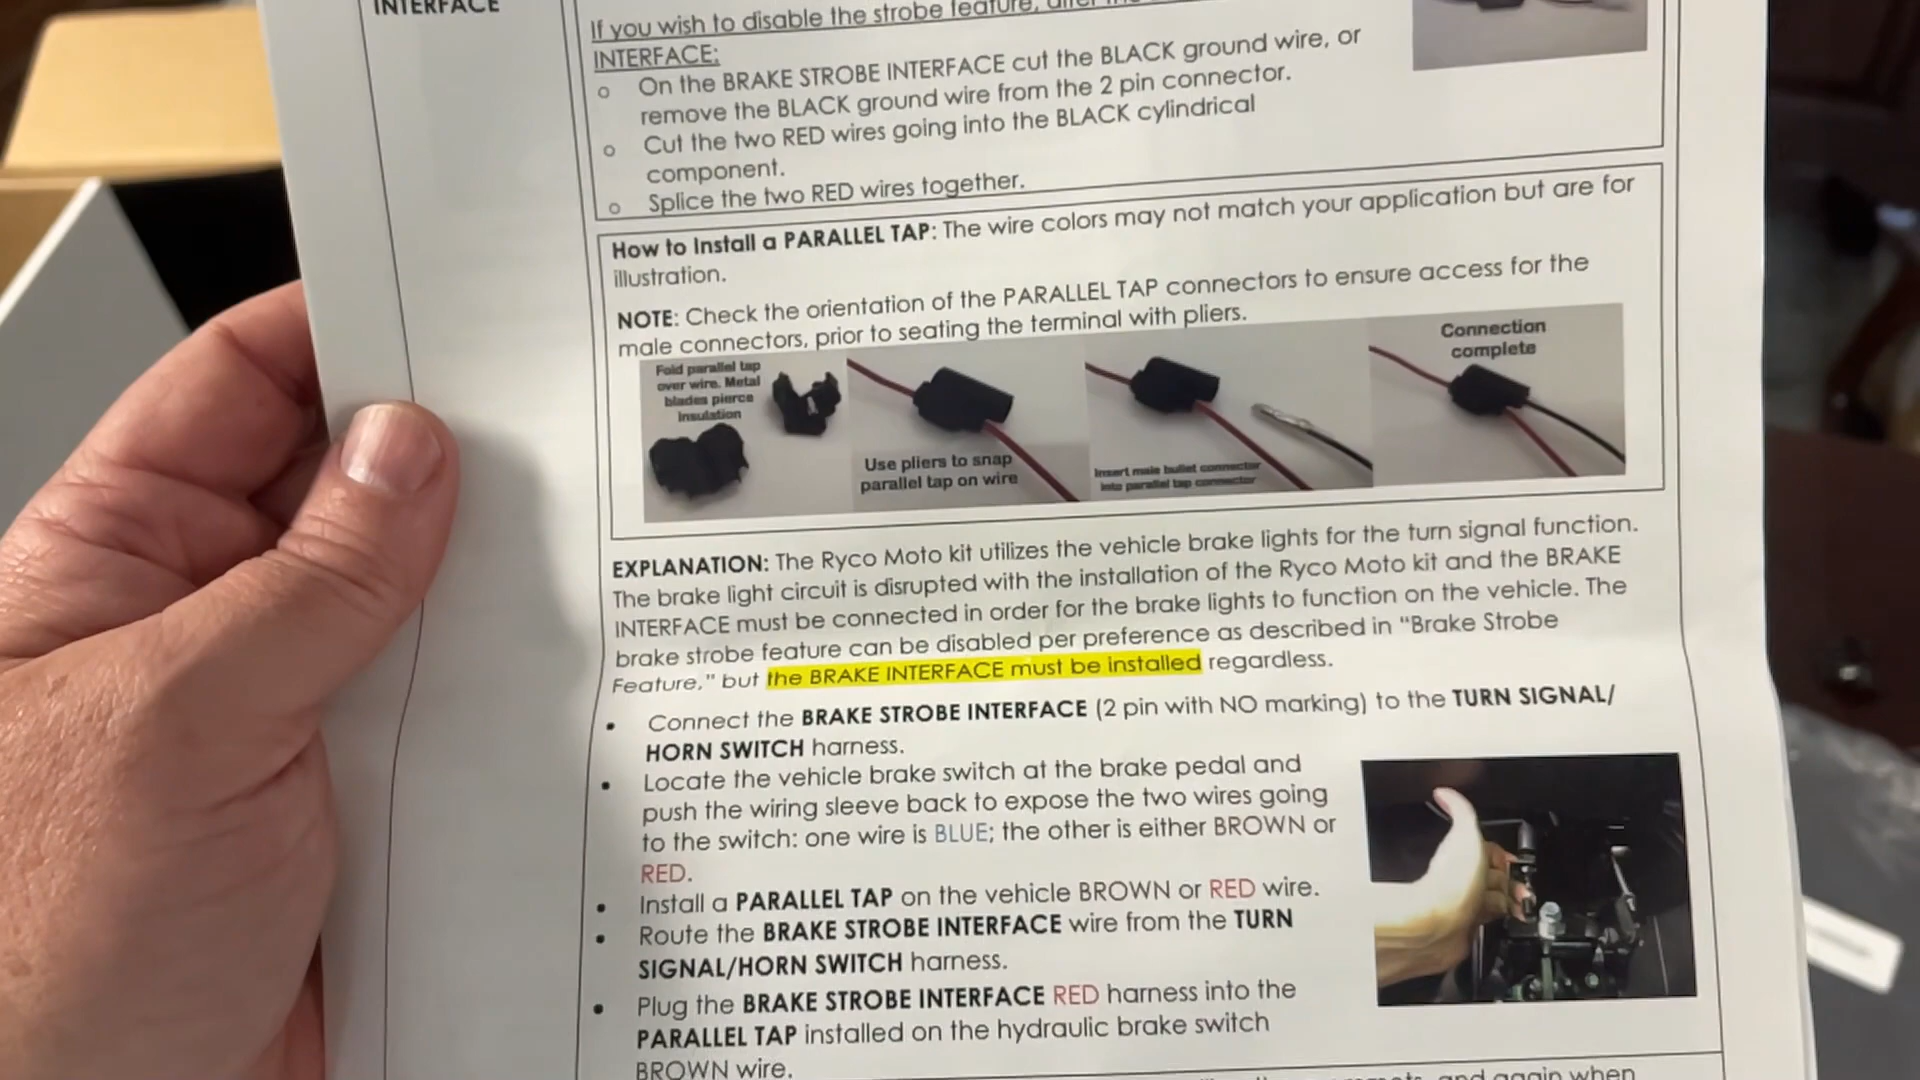 INTERFACE
If you wish to disable the strobe feature, after the
INTERFACE:
o On the BRAKE STROBE INTERFACE cut the BLACK ground wire, or
remove the BLACK ground wire from the 2 pin connector.
o Cut the two RED wires going into the BLACK cylindrical
component.
o Splice the two RED wires together.
How to Install a PARALLEL TAP: The wire colors may not match your application but are for
illustration.
NOTE: Check the orientation of the PARALLEL TAP connectors to ensure access for the
male connectors, prior to seating the terminal with pliers.
Fold parallel tap
over wire. Metal
blades pierce
insulation
Use pliers to snap
parallel tap on wire
Insert male bullet connector
into parallel tap connector
Connection
complete
EXPLANATION: The Ryco Moto kit utilizes the vehicle brake lights for the turn signal function.
The brake light circuit is disrupted with the installation of the Ryco Moto kit and the BRAKE
INTERFACE must be connected in order for the brake lights to function on the vehicle. The
brake strobe feature can be disabled per preference as described in “Brake Strobe
Feature,” but the BRAKE INTERFACE must be installed regardless.
• Connect the BRAKE STROBE INTERFACE (2 pin with NO marking) to the TURN SIGNAL/
HORN SWITCH harness.
• Locate the vehicle brake switch at the brake pedal and
push the wiring sleeve back to expose the two wires going
to the switch: one wire is BLUE; the other is either BROWN or
RED.
• Install a PARALLEL TAP on the vehicle BROWN or RED wire.
• Route the BRAKE STROBE INTERFACE wire from the TURN
SIGNAL/HORN SWITCH harness.
• Plug the BRAKE STROBE INTERFACE RED harness into the
PARALLEL TAP installed on the hydraulic brake switch
BROWN wire.
and again when